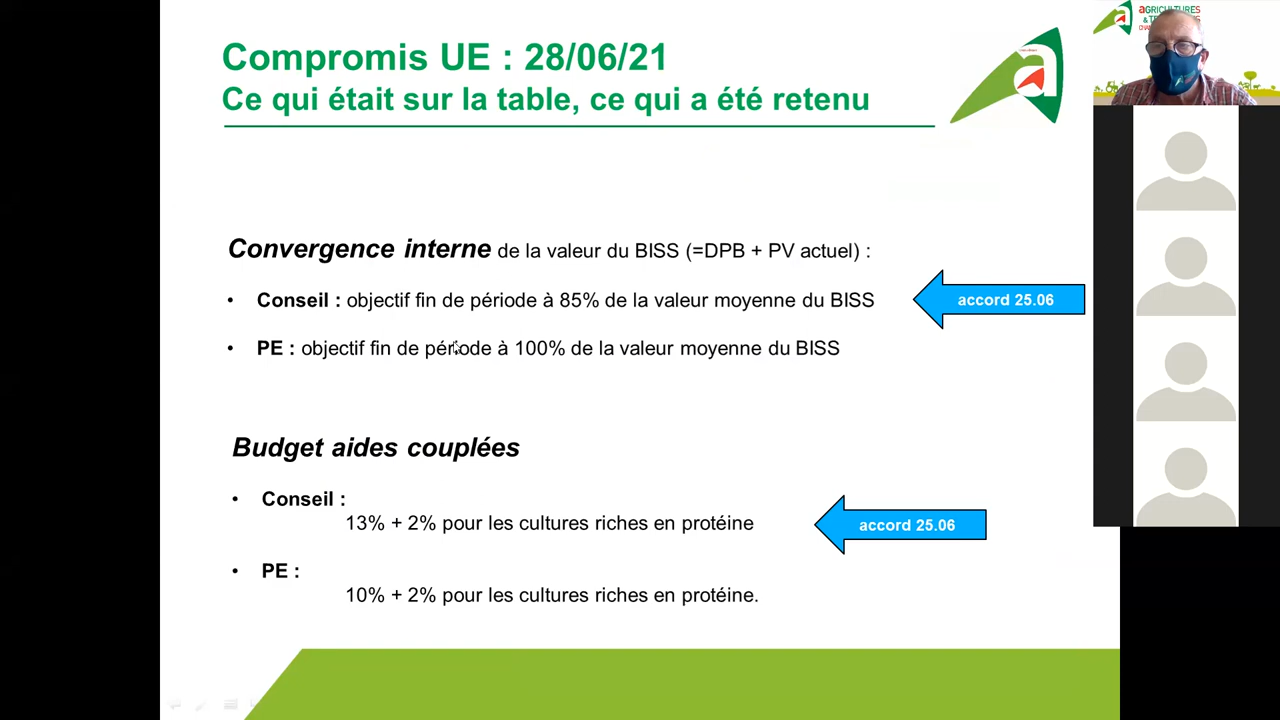 Compromis UE : 28/06/21
Ce qui était sur la table, ce qui a été retenu
Convergence interne de la valeur du BISS (=DPB + PV actuel) :
• Conseil : objectif fin de période à 85% de la valeur moyenne du BISS
accord 25.06
• PE : objectif fin de période à 100% de la valeur moyenne du BISS
Budget aides couplées
• Conseil :
13% + 2% pour les cultures riches en protéine
accord 25.06
• PE :
10% + 2% pour les cultures riches en protéine.